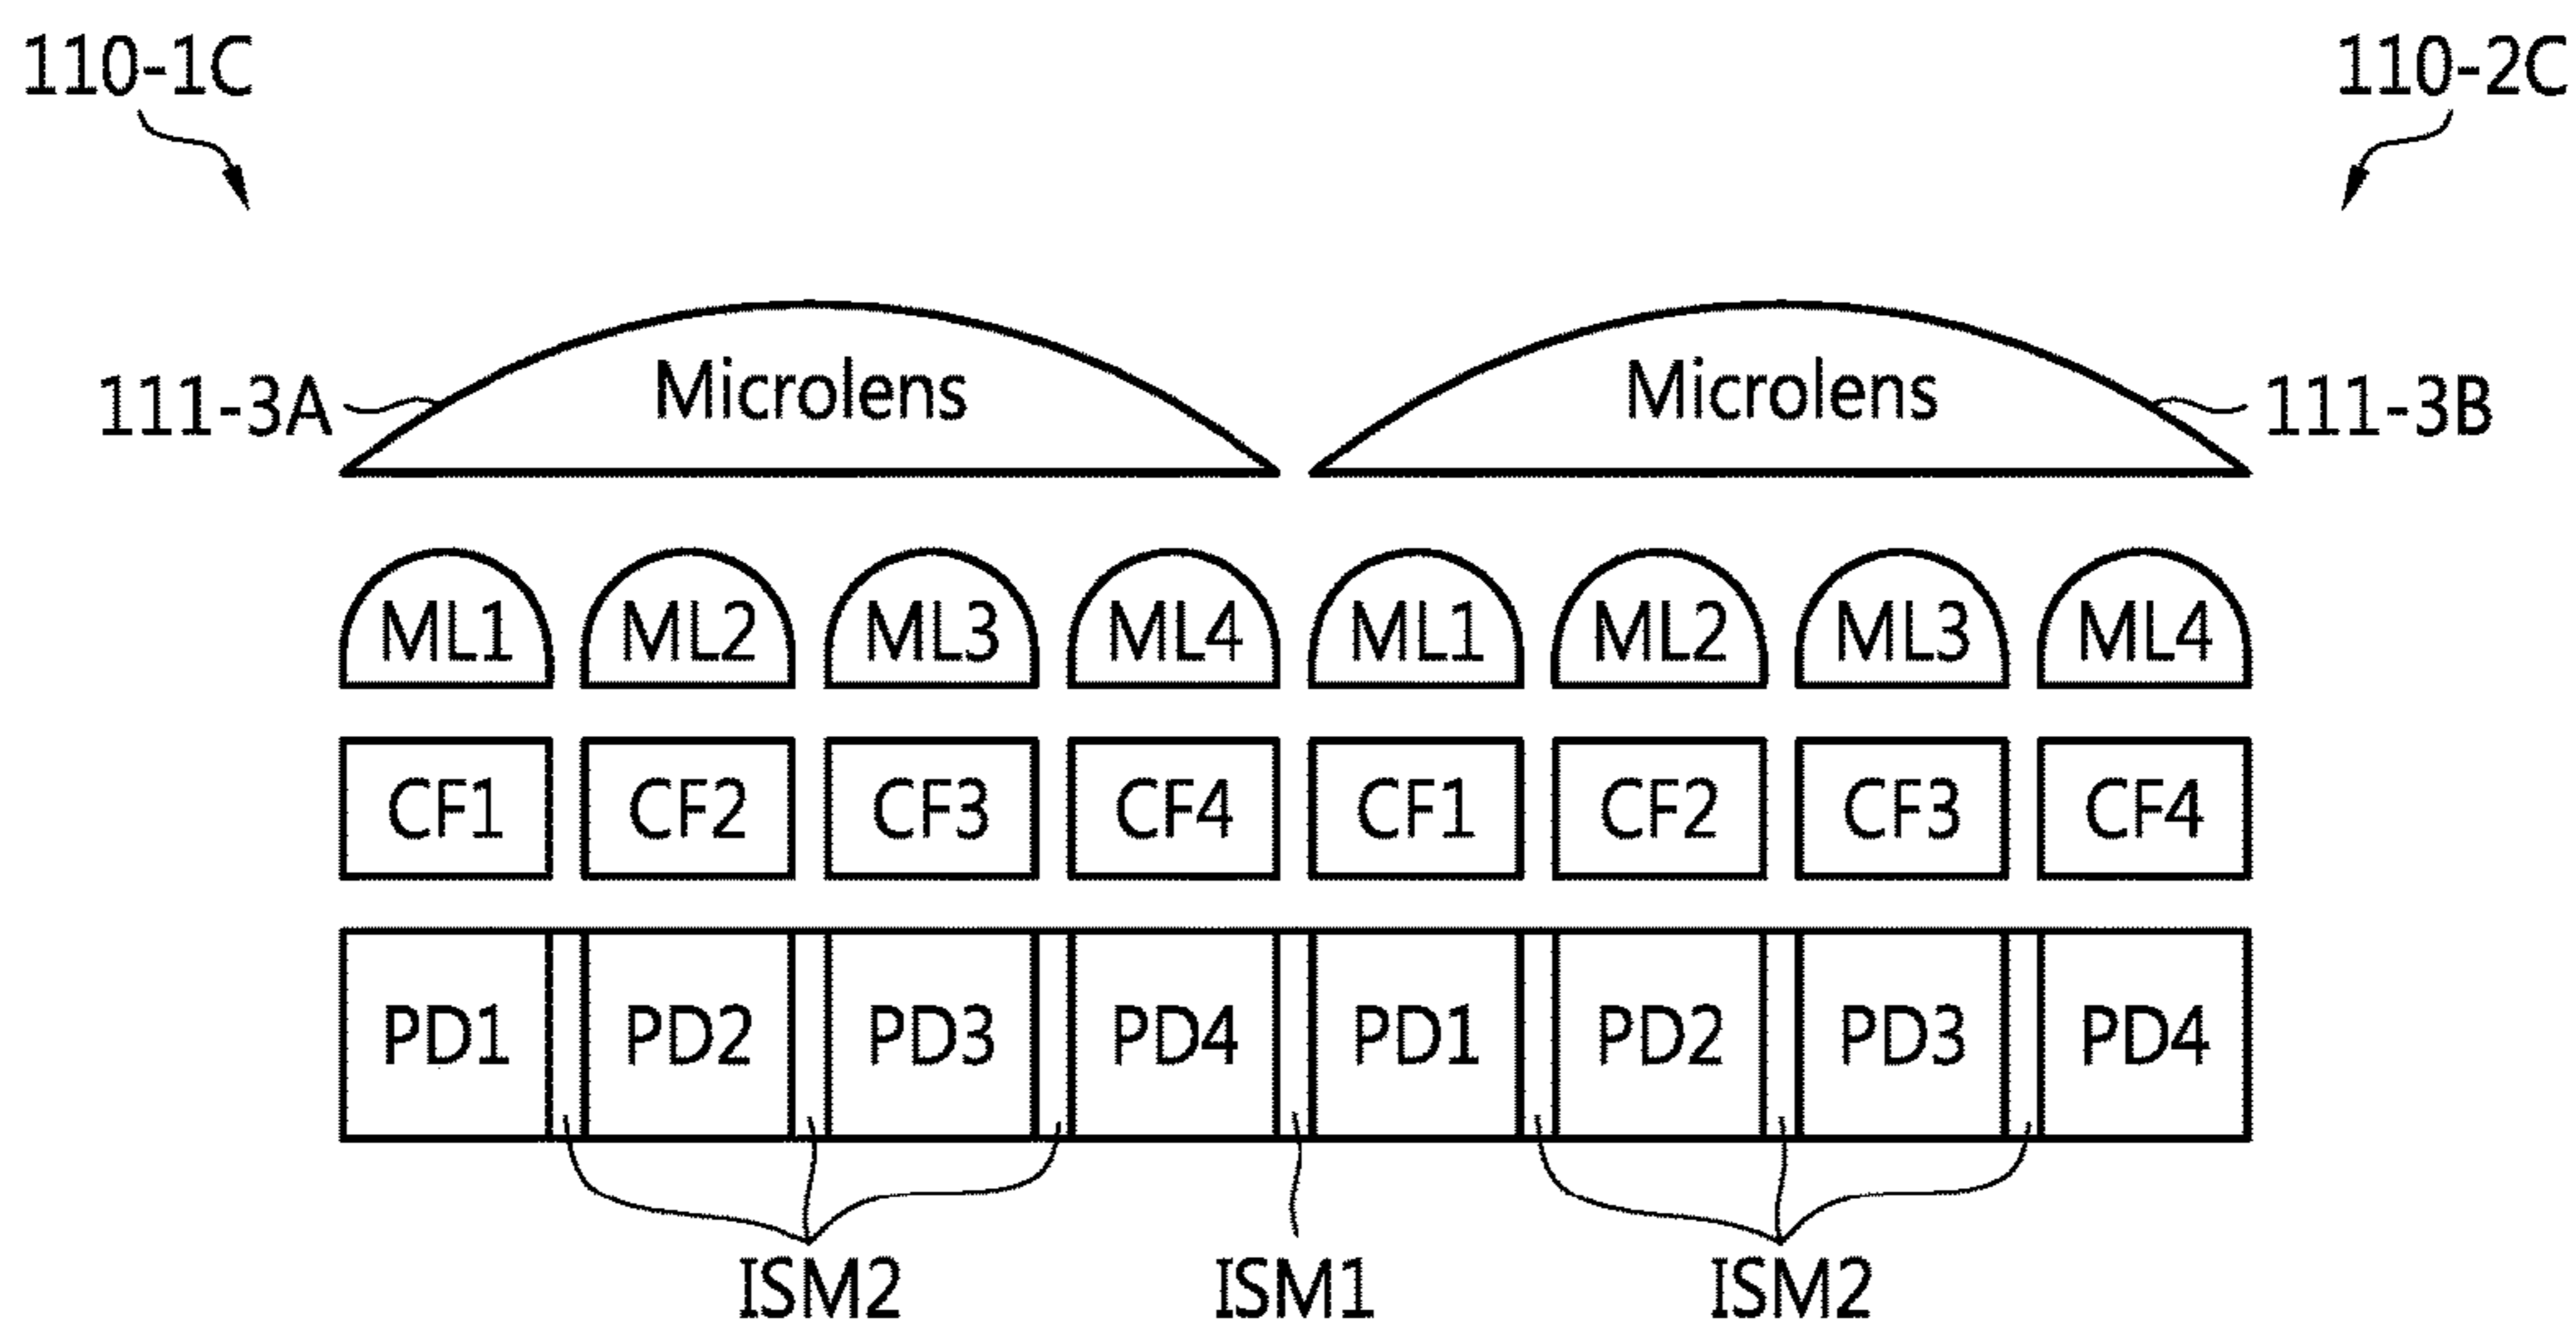 110-1C 110-2C
111-3A Microlens Microlens 111-3B
ML1 ML2 ML3 ML4 ML1 ML2 ML3 ML4
CF1 CF2 CF3 CF4 CF1 CF2 CF3 CF4
PD1 PD2 PD3 PD4 PD1 PD2 PD3 PD4
ISM2 ISM1 ISM2